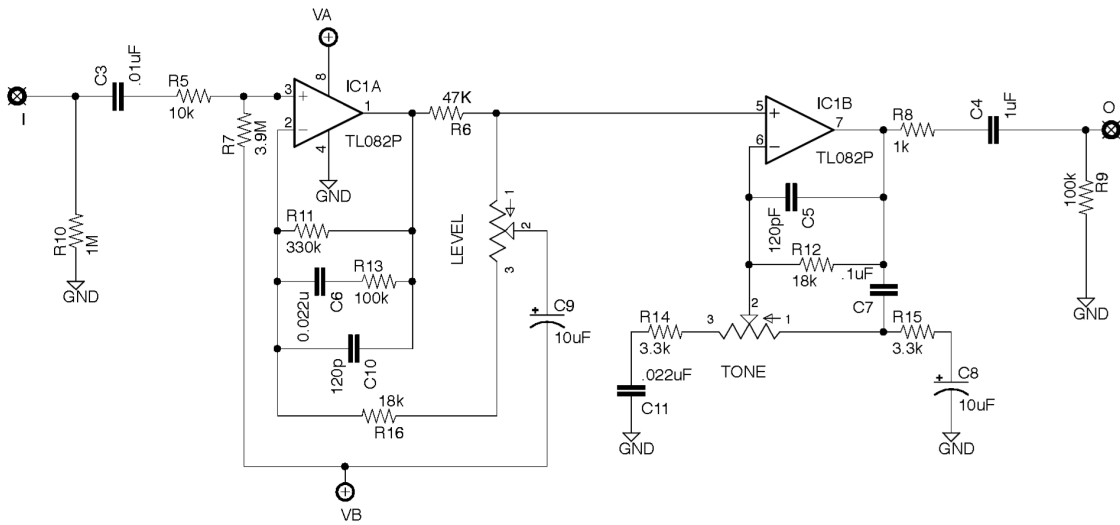 VA
I
C3
.01uF
R5
10k
R7
3.9M
R10
1M
GND
3
2
8
4
1
+
−
IC1A
TL082P
GND
47K
R6
R11
330k
0.022u
C6
R13
100k
120p
C10
18k
R16
LEVEL
1
2
3
+
C9
10uF
VB
5
6
7
+
−
IC1B
TL082P
R8
1k
C4
1uF
O
100k
R9
GND
120pF
C5
R12
18k
.1uF
C7
R14
3.3k
3
2
1
TONE
R15
3.3k
.022uF
C11
GND
+
C8
10uF
GND